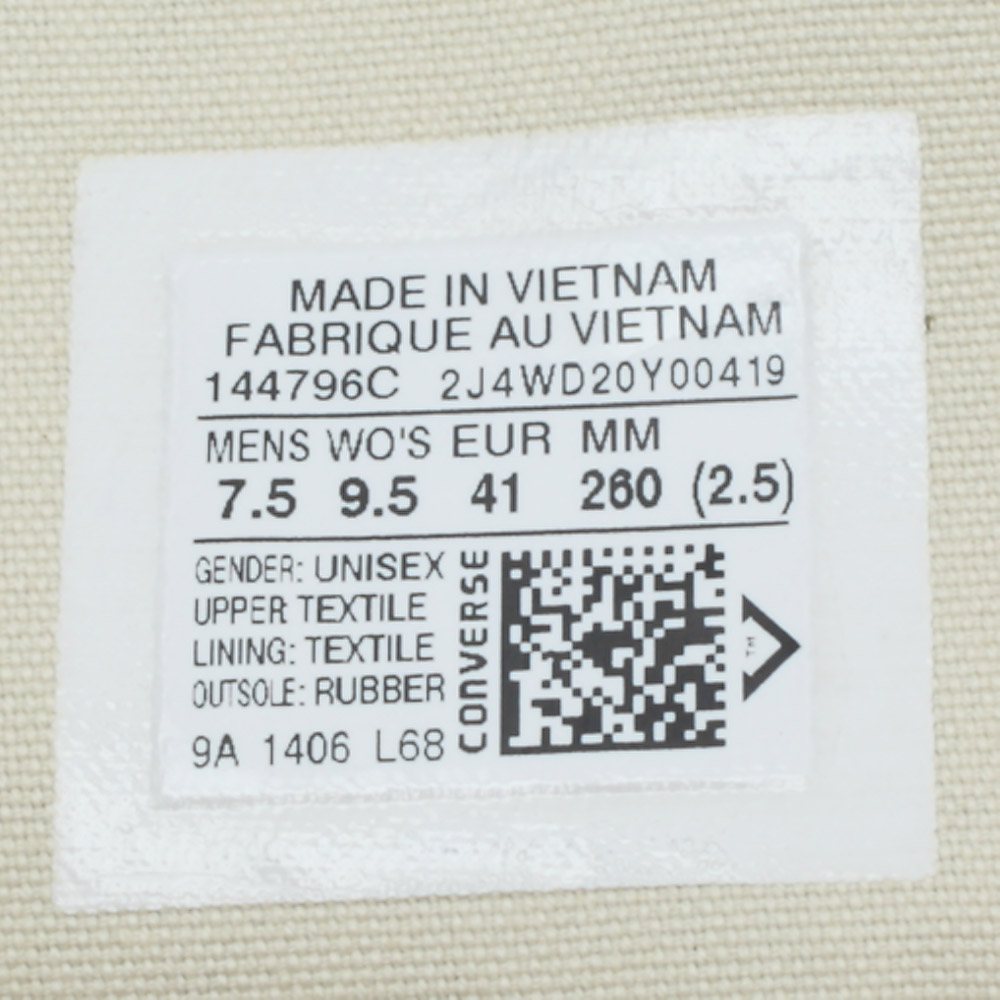 MADE IN VIETNAM
FABRIQUE AU VIETNAM
144796C 2J4WD20Y00419
MENS WO'S EUR MM
7.5 9.5 41 260 (2.5)
GENDER: UNISEX
UPPER: TEXTILE
LINING: TEXTILE
OUTSOLE: RUBBER
9A 1406 L68
CONVERSE
TM